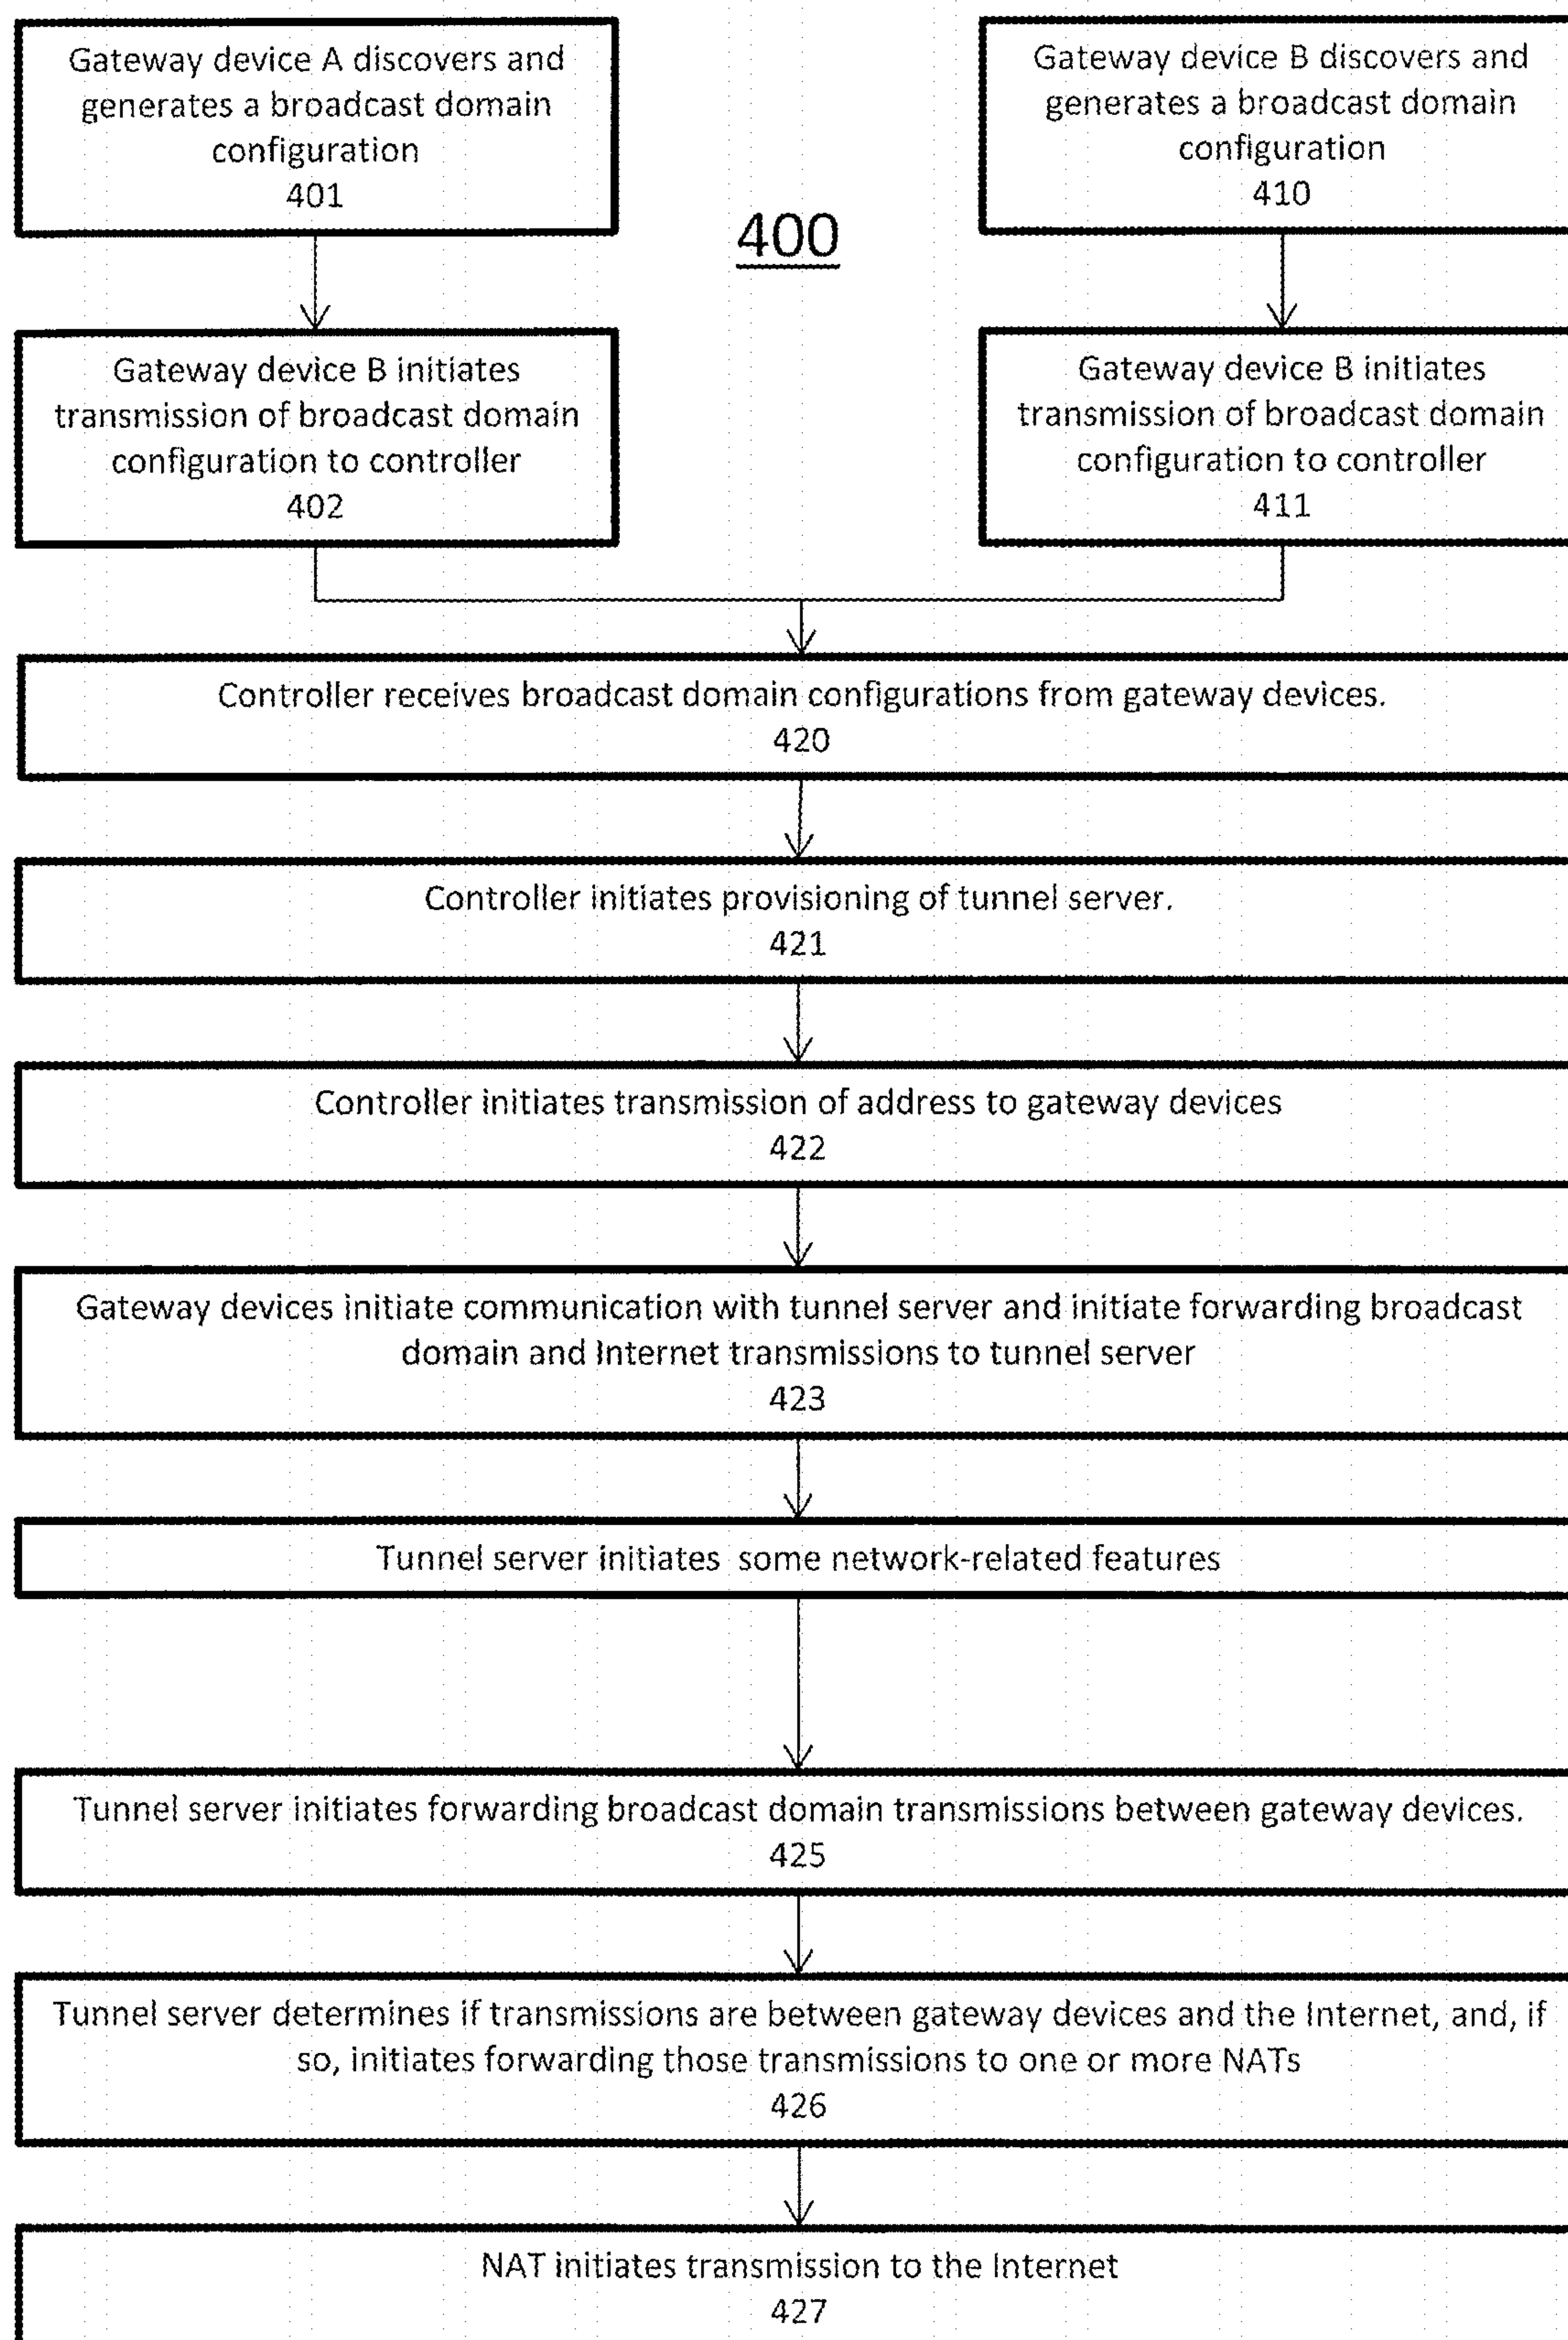 Gateway device A discovers and
generates a broadcast domain
configuration
401
Gateway device B discovers and
generates a broadcast domain
configuration
410
400
Gateway device B initiates
transmission of broadcast domain
configuration to controller
402
Gateway device B initiates
transmission of broadcast domain
configuration to controller
411
Controller receives broadcast domain configurations from gateway devices.
420
Controller initiates provisioning of tunnel server.
421
Controller initiates transmission of address to gateway devices
422
Gateway devices initiate communication with tunnel server and initiate forwarding broadcast
domain and Internet transmissions to tunnel server
423
Tunnel server initiates some network-related features
Tunnel server initiates forwarding broadcast domain transmissions between gateway devices.
425
Tunnel server determines if transmissions are between gateway devices and the Internet, and, if
so, initiates forwarding those transmissions to one or more NATs
426
NAT initiates transmission to the Internet
427